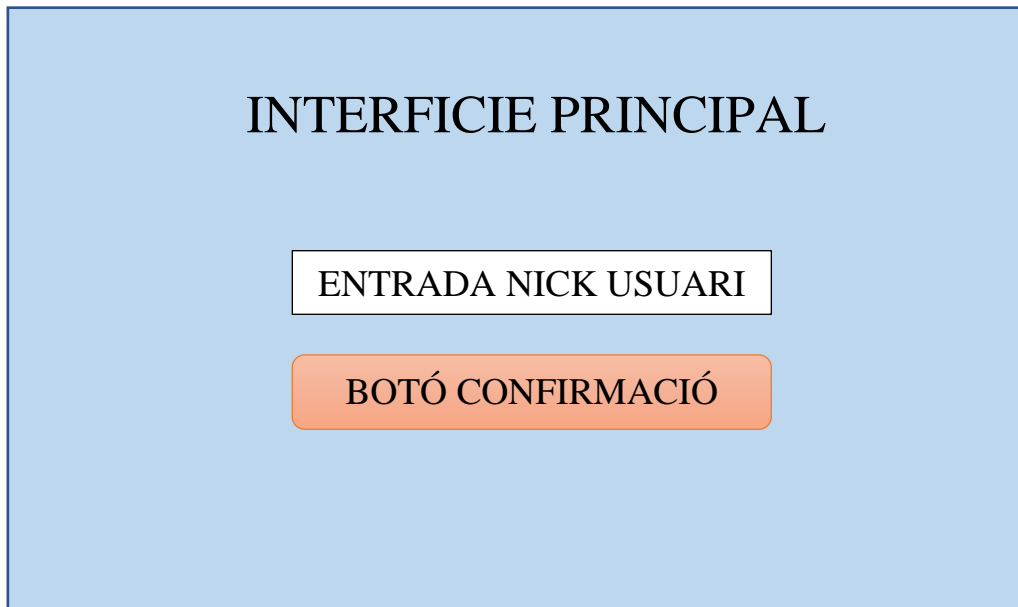 INTERFICIE PRINCIPAL
ENTRADA NICK USUARI
BOTÓ CONFIRMACIÓ